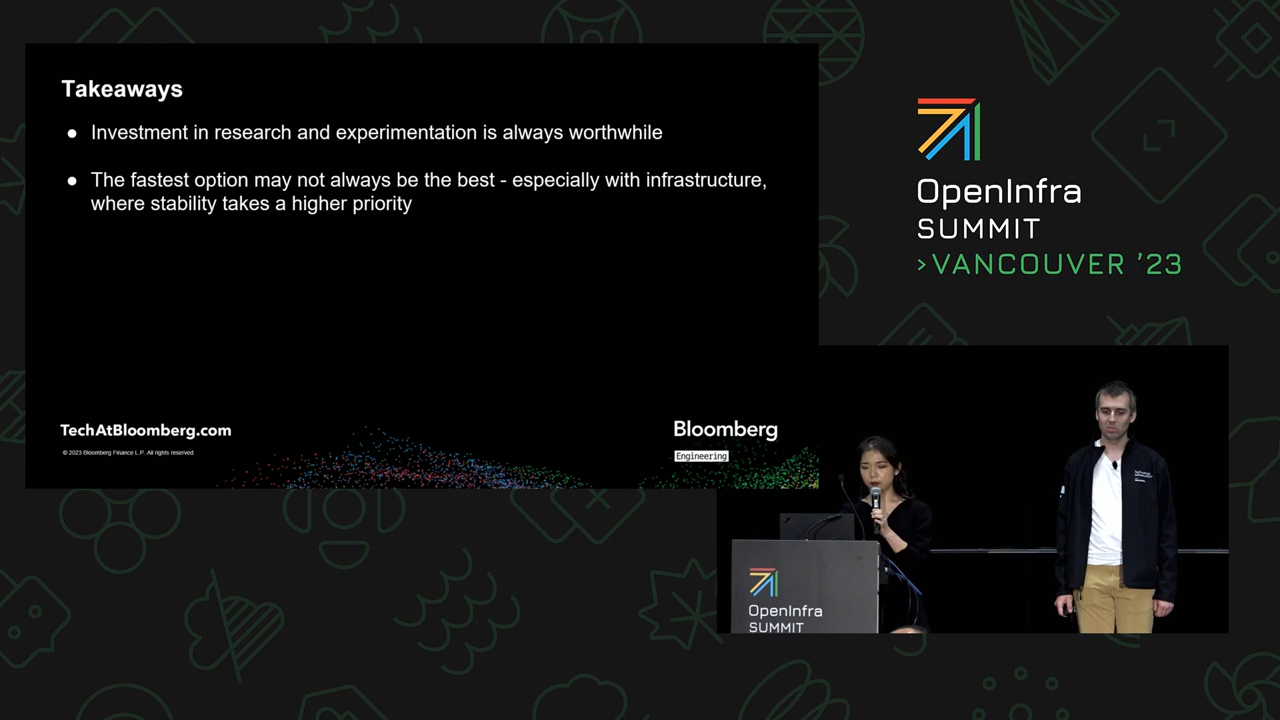 Takeaways
● Investment in research and experimentation is always worthwhile
● The fastest option may not always be the best - especially with infrastructure,
where stability takes a higher priority
TechAtBloomberg.com
© 2023 Bloomberg Finance L.P. All rights reserved.
Bloomberg
Engineering
OpenInfra
SUMMIT
>VANCOUVER '23
OpenInfra
SUMMIT